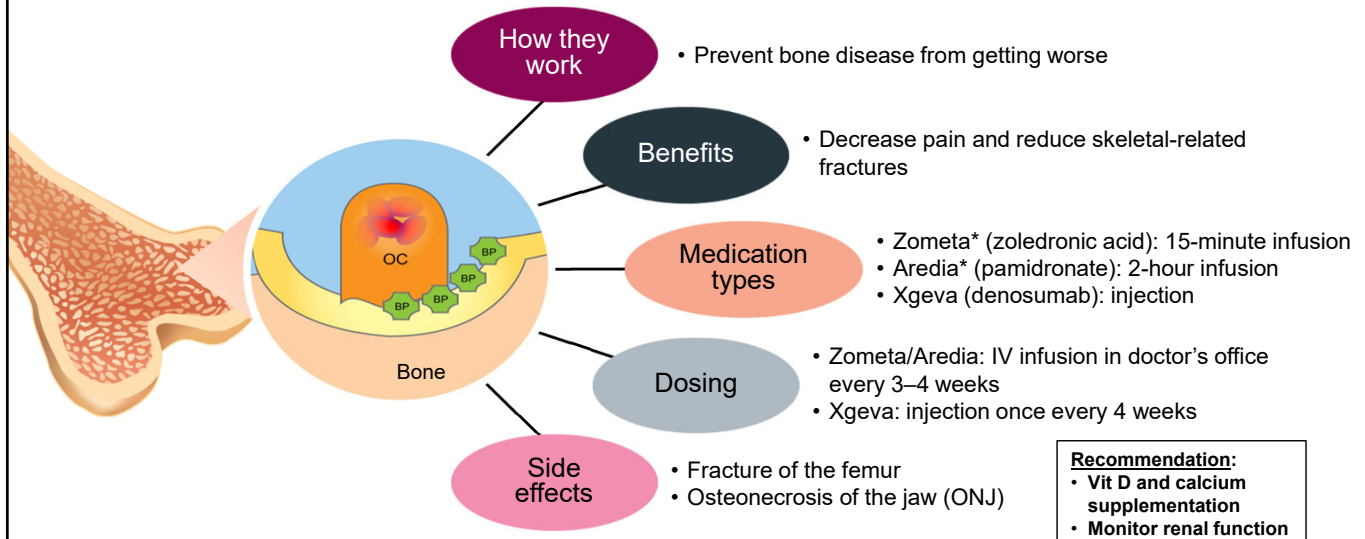 How they
work
• Prevent bone disease from getting worse
Benefits
• Decrease pain and reduce skeletal-related
fractures
Medication
types
• Zometa* (zoledronic acid): 15-minute infusion
• Aredia* (pamidronate): 2-hour infusion
• Xgeva (denosumab): injection
Dosing
• Zometa/Aredia: IV infusion in doctor’s office
every 3–4 weeks
• Xgeva: injection once every 4 weeks
Side
effects
• Fracture of the femur
• Osteonecrosis of the jaw (ONJ)
OC
BP
BP
BP
BP
BP
Bone
Recommendation:
• Vit D and calcium
supplementation
• Monitor renal function